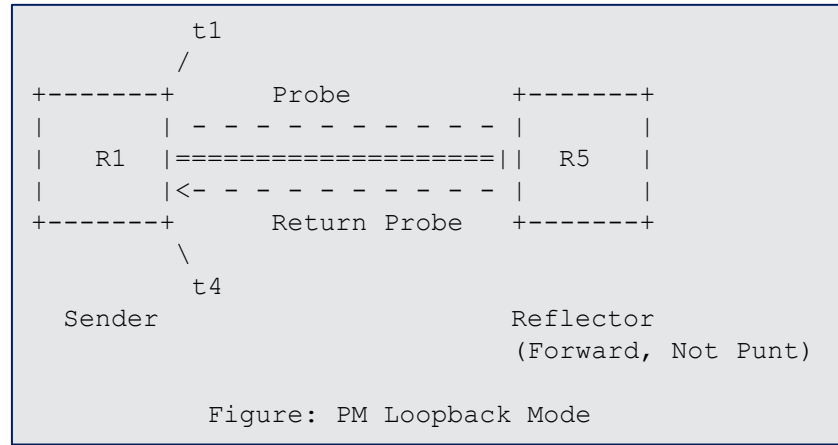 t1
/
+-------+ Probe +-------+
| | - - - - - - - - - - | |
| R1 |====================|| R5 |
| |<- - - - - - - - - - | |
+-------+ Return Probe +-------+
\
t4
Sender Reflector
(Forward, Not Punt)
Figure: PM Loopback Mode